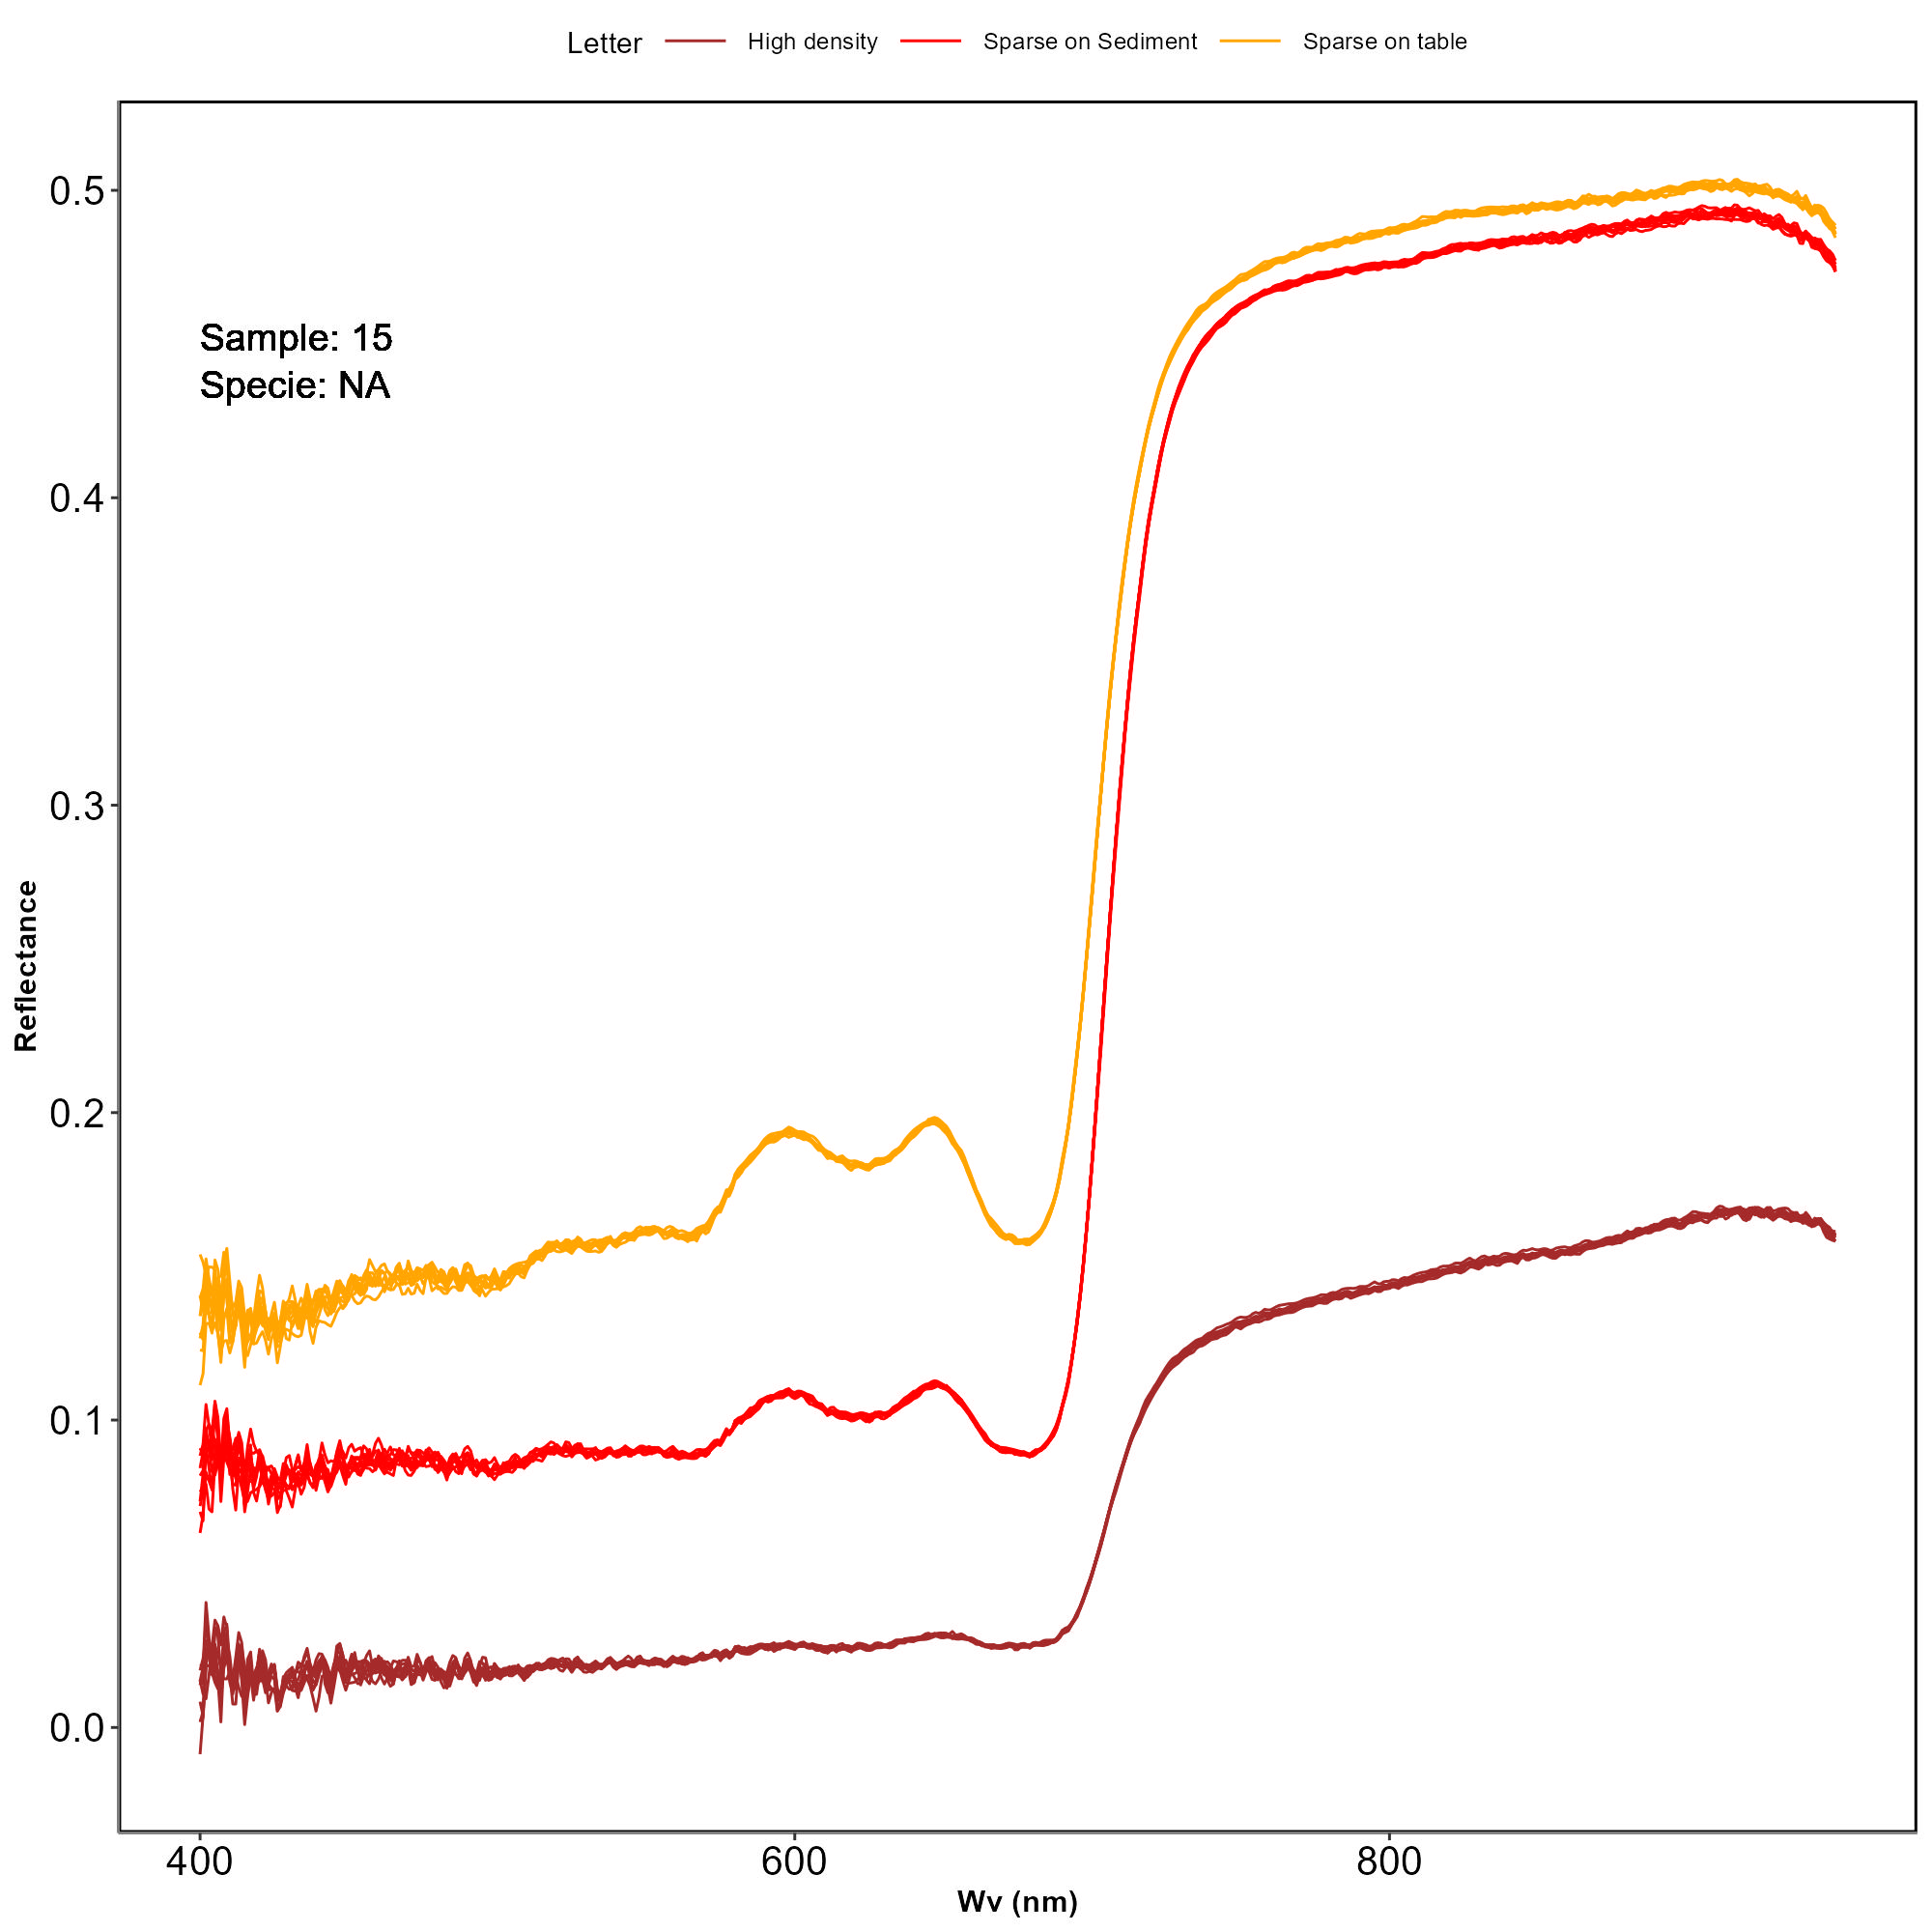 Letter High density Sparse on Sediment Sparse on table
0.5
Sample: 15
Specie: NA
0.4
0.3
Reflectance
0.2
0.1
0.0
400 600 800
Wv (nm)